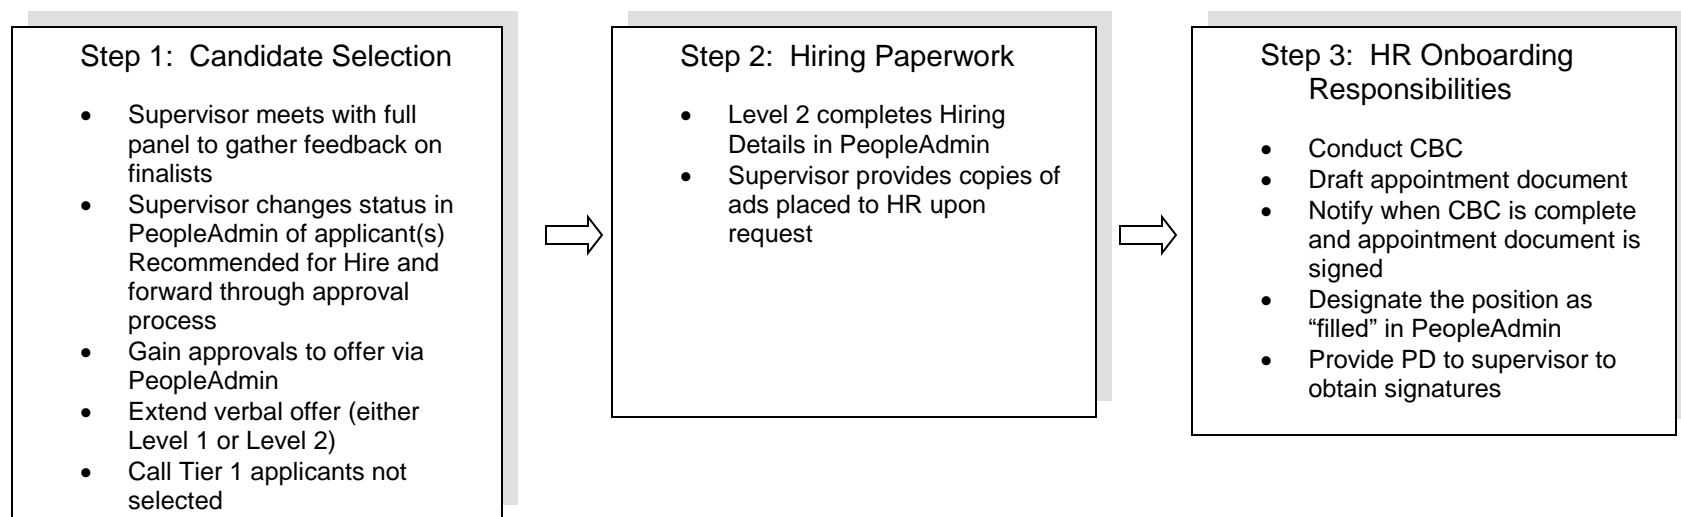 Step 1: Candidate Selection
• Supervisor meets with full
panel to gather feedback on
finalists
• Supervisor changes status in
PeopleAdmin of applicant(s)
Recommended for Hire and
forward through approval
process
• Gain approvals to offer via
PeopleAdmin
• Extend verbal offer (either
Level 1 or Level 2)
• Call Tier 1 applicants not
selected
Step 2: Hiring Paperwork
• Level 2 completes Hiring
Details in PeopleAdmin
• Supervisor provides copies of
ads placed to HR upon
request
Step 3: HR Onboarding
Responsibilities
• Conduct CBC
• Draft appointment document
• Notify when CBC is complete
and appointment document is
signed
• Designate the position as
“filled” in PeopleAdmin
• Provide PD to supervisor to
obtain signatures